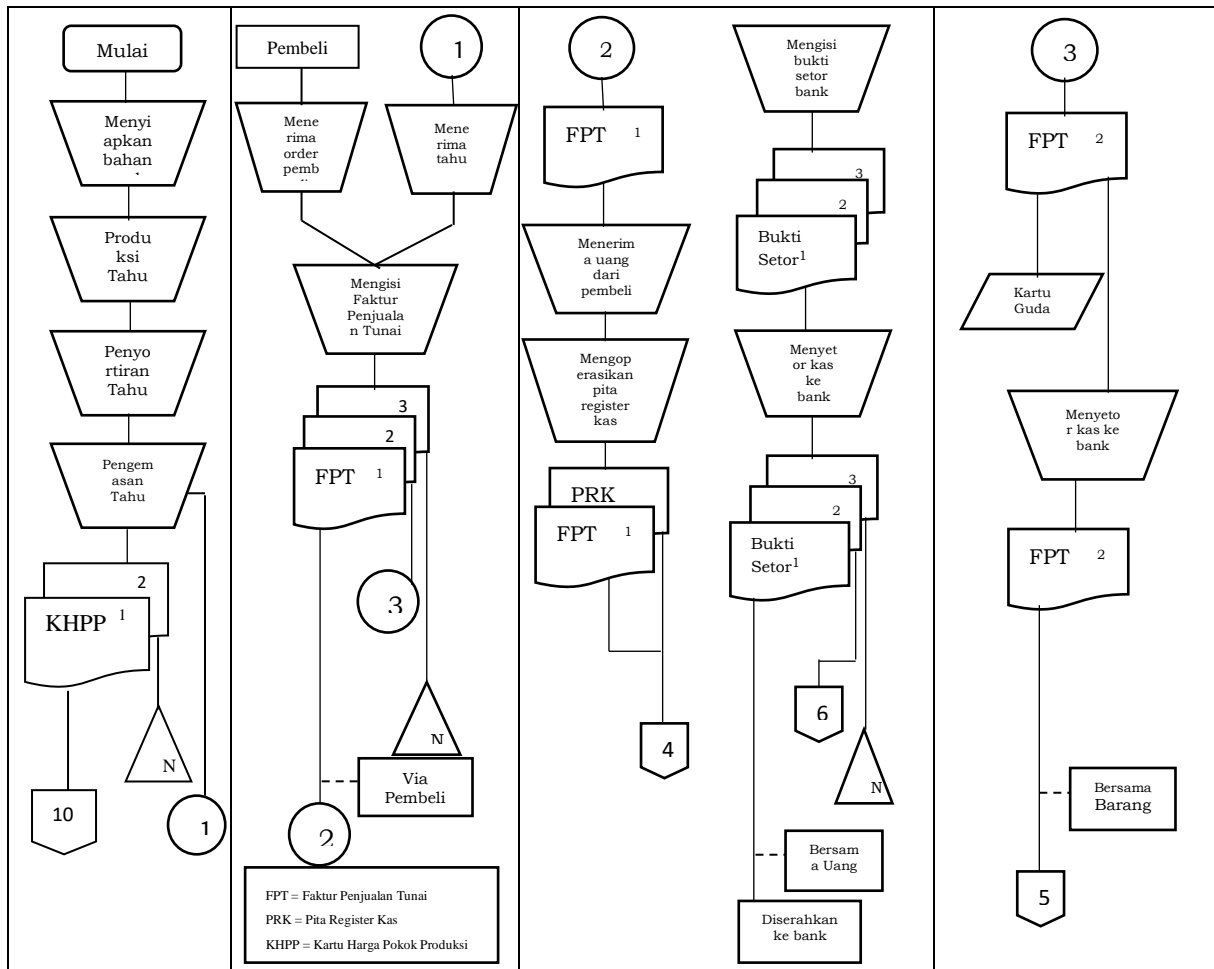 Mulai
Menyi
apkan
bahan
Produ
ksi
Tahu
Penyo
rtiran
Tahu
Pengem
asan
Tahu
2
KHPP 1
N
10
1
Pembeli
1
Mene
rima
order
pemb
Mene
rima
tahu
Mengisi
Faktur
Penjuala
n Tunai
3
2
FPT 1
3
N
Via
Pembeli
2
FPT = Faktur Penjualan Tunai
PRK = Pita Register Kas
KHPP = Kartu Harga Pokok Produksi
2
FPT 1
Menerim
a uang
dari
pembeli
Mengop
erasikan
pita
register
kas
PRK
FPT 1
4
Mengisi
bukti
setor
bank
3
2
Bukti
Setor1
Menyet
or kas
ke
bank
3
2
Bukti
Setor1
6
N
Bersam
a Uang
Diserahkan
ke bank
3
FPT 2
Kartu
Guda
Menyeto
r kas ke
bank
FPT 2
Bersama
Barang
5